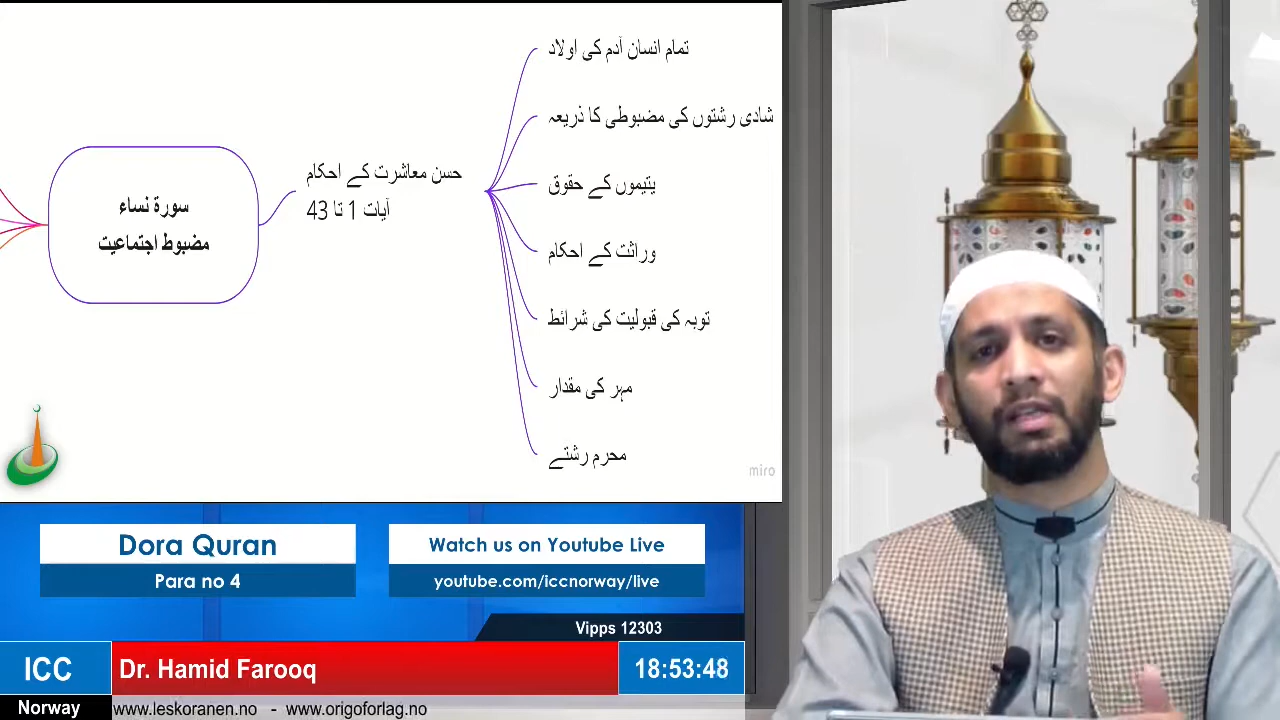 سورة نساء
مضبوط اجتماعیت
حسن معاشرت کے احکام
آیات 1 تا 43
تمام انسان آدم کی اولاد
شادی رشتوں کی مضبوطی کا ذریعہ
یتیموں کے حقوق
وراثت کے احکام
توبہ کی قبولیت کی شرائط
مہر کی مقدار
محرم رشتے
miro
Dora Quran
Para no 4
Watch us on Youtube Live
youtube.com/iccnorway/live
Vipps 12303
ICC
Norway
Dr. Hamid Farooq
18:53:48
www.leskoranen.no - www.origoforlag.no